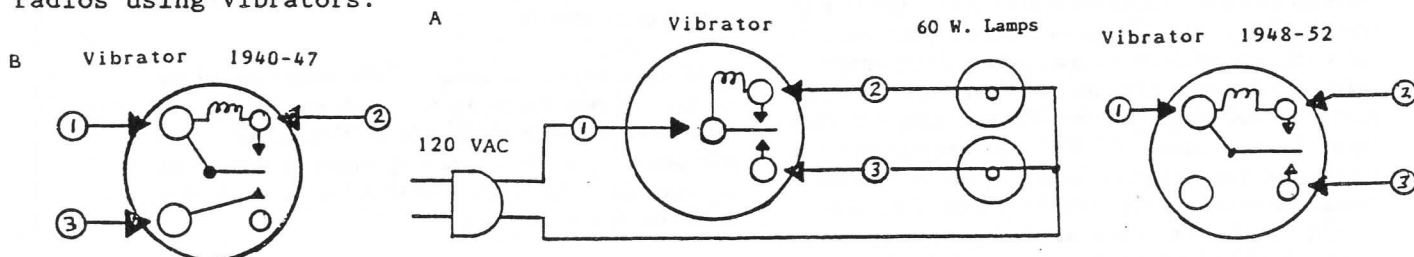 radios using vibrators.
A
Vibrator
60 W. Lamps
Vibrator 1948-52
B
Vibrator 1940-47
1
2
3
120 VAC
1
2
3
1
2
3